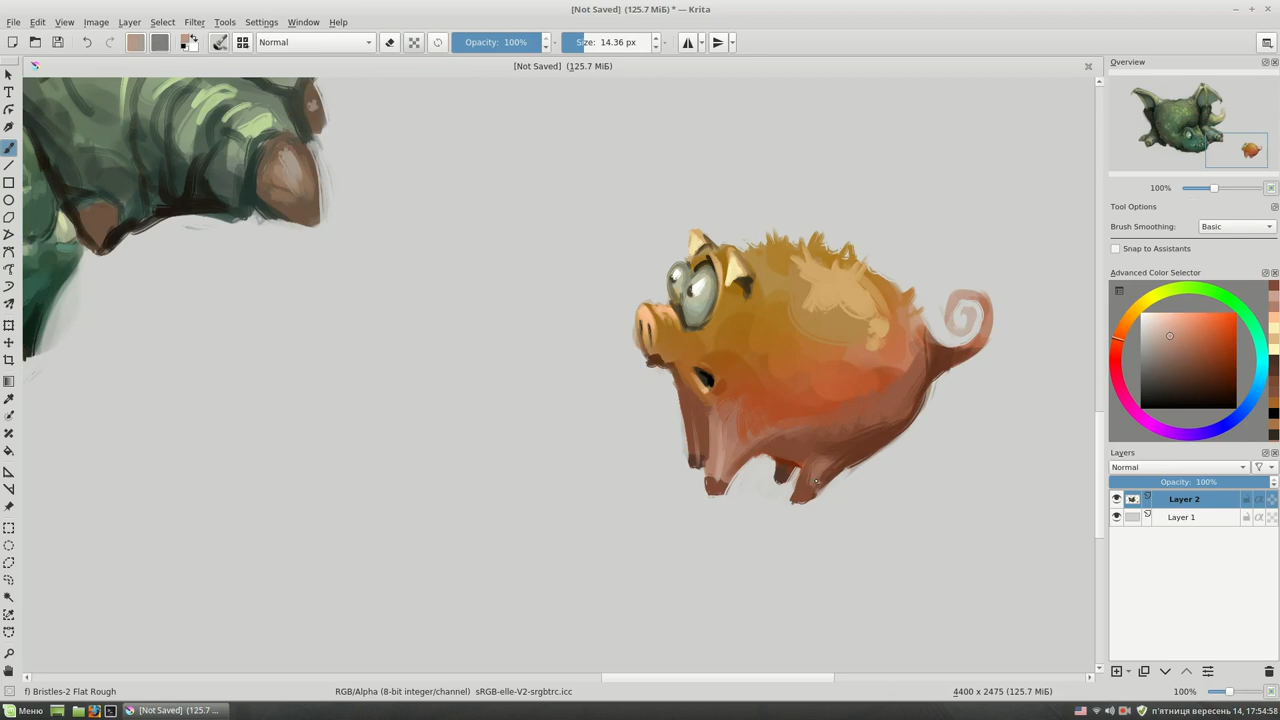 [Not Saved] (125.7 МіБ) * — Krita
File Edit View Image Layer Select Filter Tools Settings Window Help
Normal Opacity: 100% Size: 14.36 px
[Not Saved] (125.7 МіБ)
Overview
100%
Tool Options
Brush Smoothing: Basic
Snap to Assistants
Advanced Color Selector
Layers
Normal
Opacity: 100%
Layer 2
Layer 1
f) Bristles-2 Flat Rough RGB/Alpha (8-bit integer/channel) sRGB-elle-V2-srgbtrc.icc 4400 x 2475 (125.7 МіБ) 100%
Меню [Not Saved] (125.7 ... п'ятниця вересень 14, 17:54:58